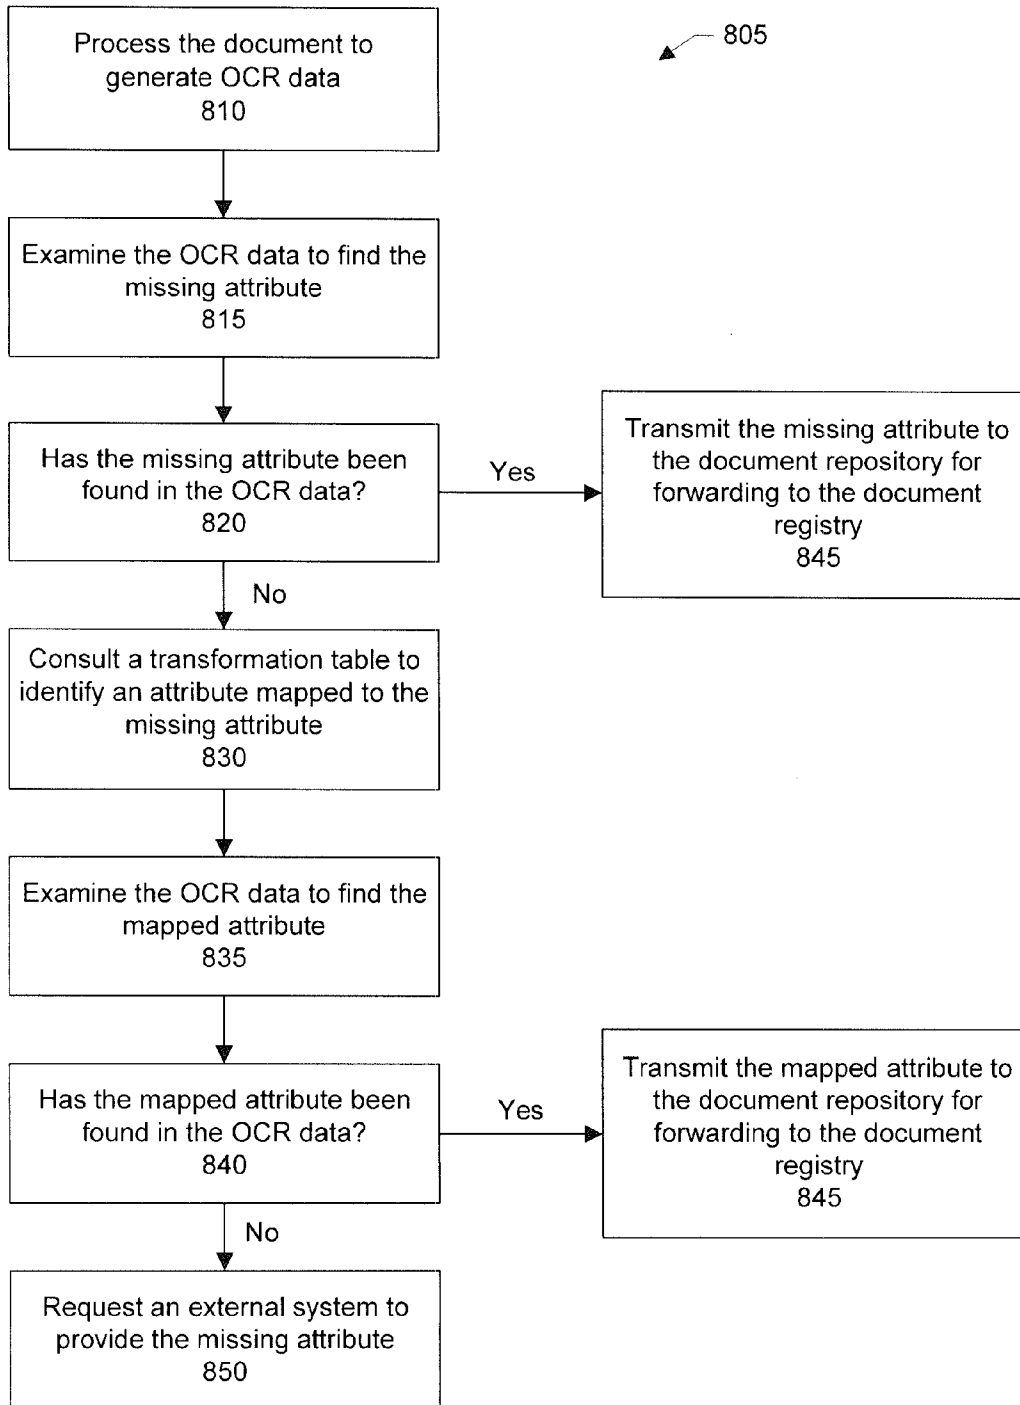 Process the document to
generate OCR data
810
805
Examine the OCR data to find the
missing attribute
815
Has the missing attribute been
found in the OCR data?
820
Yes
Transmit the missing attribute to
the document repository for
forwarding to the document
registry
845
No
Consult a transformation table to
identify an attribute mapped to the
missing attribute
830
Examine the OCR data to find the
mapped attribute
835
Has the mapped attribute been
found in the OCR data?
840
Yes
Transmit the mapped attribute to
the document repository for
forwarding to the document
registry
845
No
Request an external system to
provide the missing attribute
850